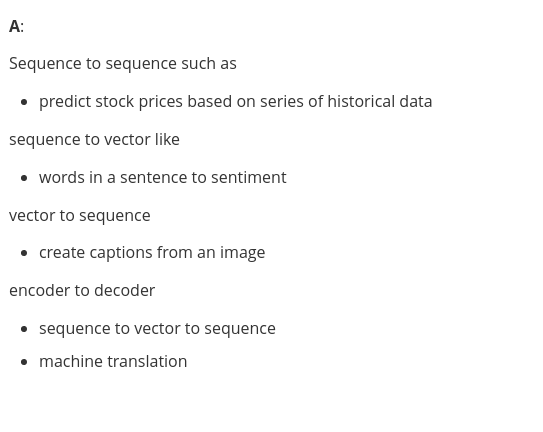 A:
Sequence to sequence such as
• predict stock prices based on series of historical data
sequence to vector like
• words in a sentence to sentiment
vector to sequence
• create captions from an image
encoder to decoder
• sequence to vector to sequence
• machine translation